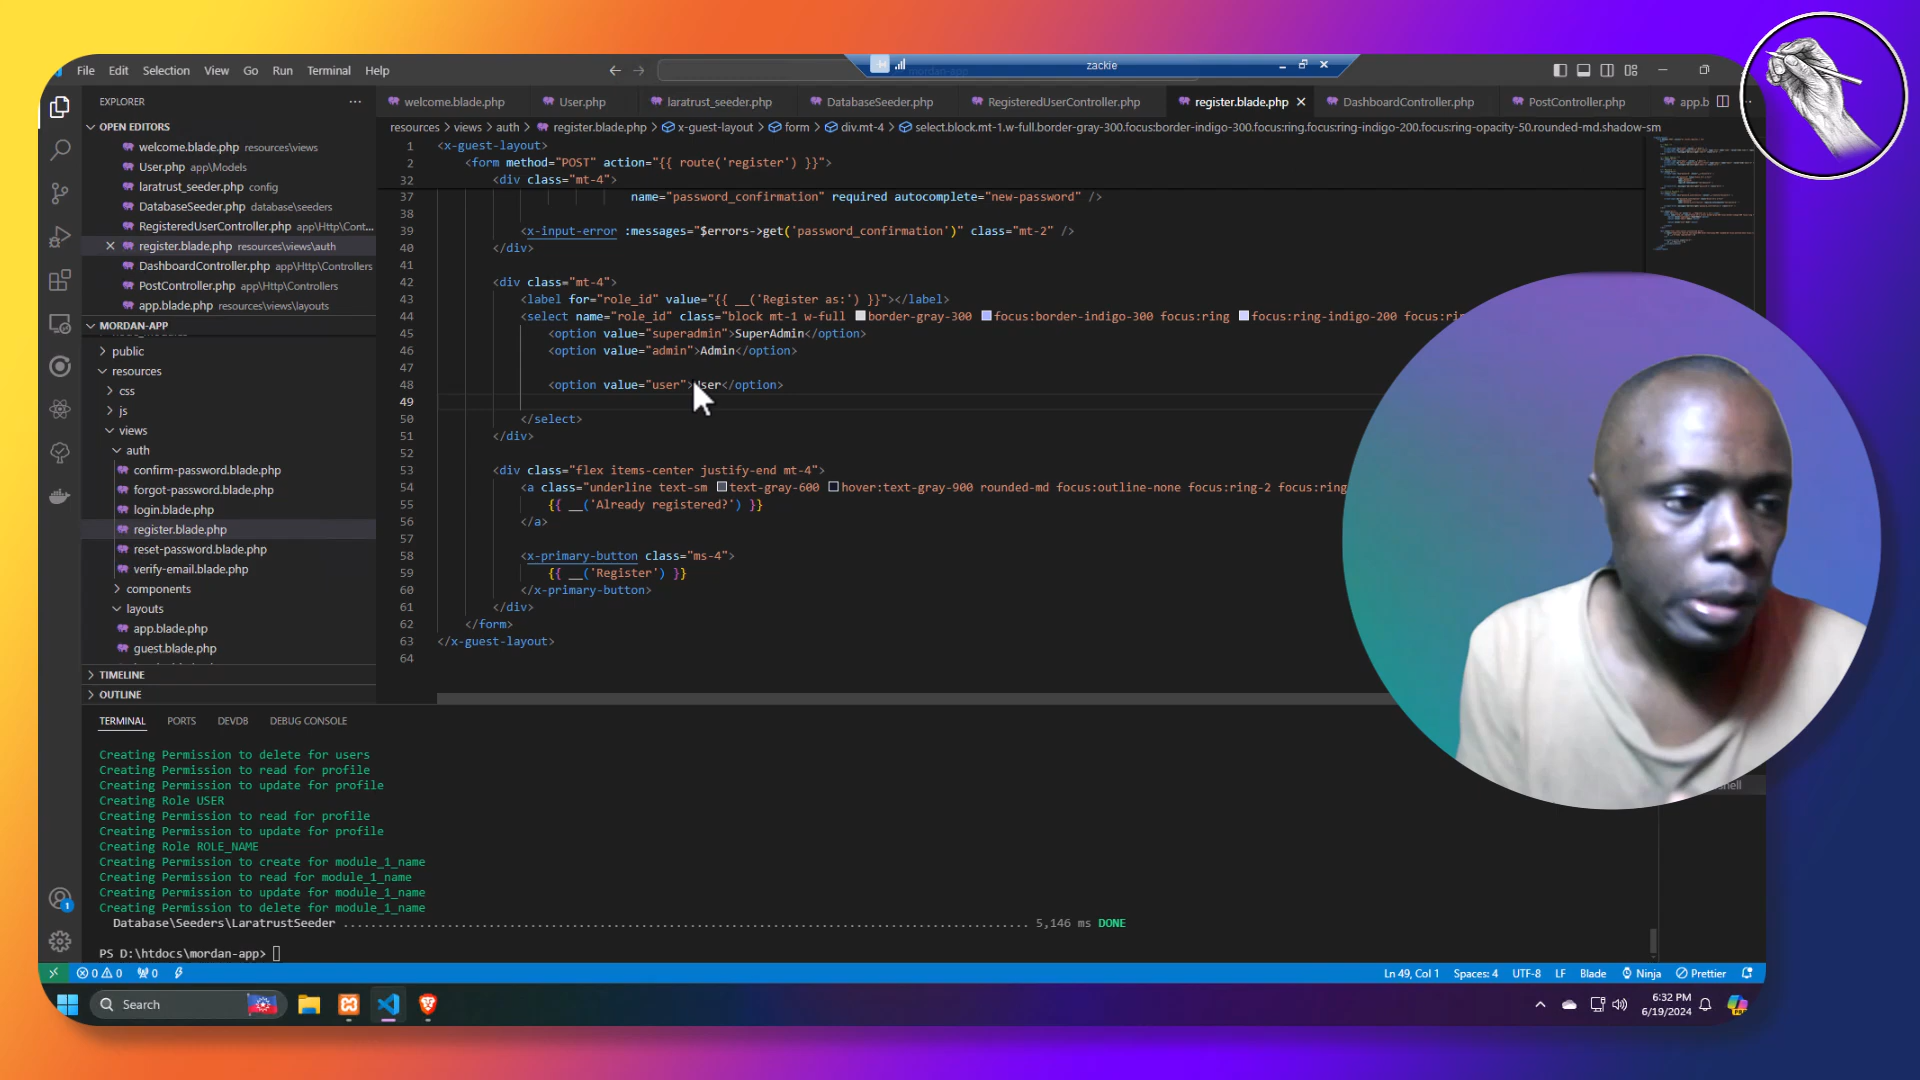 File Edit Selection View Go Run Terminal Help
zackie
EXPLORER
OPEN EDITORS
welcome.blade.php resources\views
User.php app\Models
laratrust_seeder.php config
DatabaseSeeder.php database\seeders
RegisteredUserController.php app\Http\Cont...
register.blade.php resources\views\auth
DashboardController.php app\Http\Controllers
PostController.php app\Http\Controllers
app.blade.php resources\views\layouts
MORDAN-APP
public
resources
css
js
views
auth
confirm-password.blade.php
forgot-password.blade.php
login.blade.php
register.blade.php
reset-password.blade.php
verify-email.blade.php
components
layouts
app.blade.php
guest.blade.php
TIMELINE
OUTLINE
welcome.blade.php User.php laratrust_seeder.php DatabaseSeeder.php RegisteredUserController.php register.blade.php DashboardController.php PostController.php app.b
resources > views > auth > register.blade.php > x-guest-layout > form > div.mt-4 > select.block.mt-1.w-full.border-gray-300.focus:border-indigo-300.focus:ring.focus:ring-indigo-200.focus:ring-opacity-50.rounded-md.shadow-sm
1 <x-guest-layout>
2 <form method="POST" action="{{ route('register') }}">
32 <div class="mt-4">
37 name="password_confirmation" required autocomplete="new-password" />
38
39 <x-input-error :messages="$errors->get('password_confirmation')" class="mt-2" />
40 </div>
41
42 <div class="mt-4">
43 <label for="role_id" value="{{ __('Register as:') }}"></label>
44 <select name="role_id" class="block mt-1 w-full border-gray-300 focus:border-indigo-300 focus:ring focus:ring-indigo-200 focus:rin
45 <option value="superadmin">SuperAdmin</option>
46 <option value="admin">Admin</option>
47
48 <option value="user">User</option>
49
50 </select>
51 </div>
52
53 <div class="flex items-center justify-end mt-4">
54 <a class="underline text-sm text-gray-600 hover:text-gray-900 rounded-md focus:outline-none focus:ring-2 focus:ring
55 {{ __('Already registered?') }}
56 </a>
57
58 <x-primary-button class="ms-4">
59 {{ __('Register') }}
60 </x-primary-button>
61 </div>
62 </form>
63 </x-guest-layout>
64
TERMINAL PORTS DEVDB DEBUG CONSOLE
Creating Permission to delete for users
Creating Permission to read for profile
Creating Permission to update for profile
Creating Role USER
Creating Permission to read for profile
Creating Permission to update for profile
Creating Role ROLE_NAME
Creating Permission to create for module_1_name
Creating Permission to read for module_1_name
Creating Permission to update for module_1_name
Creating Permission to delete for module_1_name
Database\Seeders\LaratrustSeeder ........ 5,146 ms DONE
PS D:\htdocs\mordan-app>
0 0 0 Ln 49, Col 1 Spaces: 4 UTF-8 LF Blade Ninja Prettier
Search
6:32 PM
6/19/2024